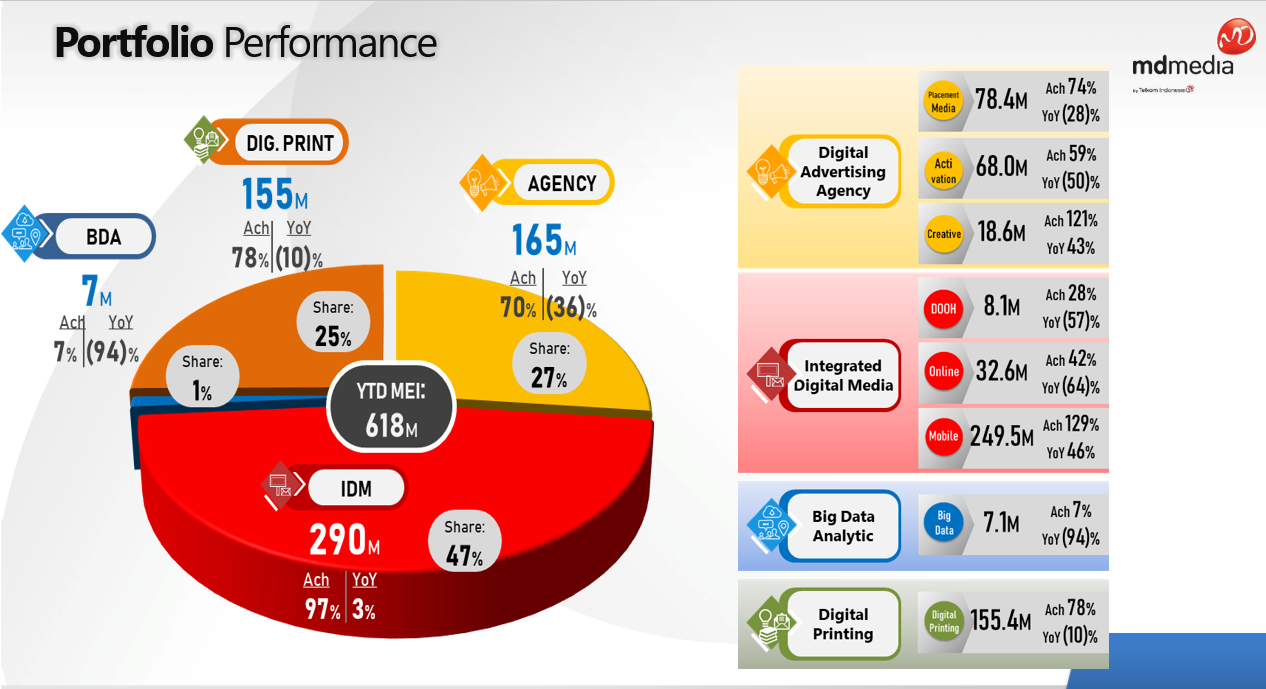 Portfolio Performance
mdmedia
by Telkom Indonesia
DIG. PRINT
155M
Ach YoY
78% (10)%
AGENCY
165M
Ach YoY
70% (36)%
BDA
7M
Ach YoY
7% (94)%
Share:
25%
Share:
1%
Share:
27%
YTD MEI:
618M
IDM
290M
Ach YoY
97% 3%
Share:
47%
Digital
Advertising
Agency
Placement
Media
78.4M
Ach 74%
YoY (28)%
Acti
vation
68.0M
Ach 59%
YoY (50)%
Creative
18.6M
Ach 121%
YoY 43%
Integrated
Digital Media
DOOH
8.1M
Ach 28%
YoY (57)%
Online
32.6M
Ach 42%
YoY (64)%
Mobile
249.5M
Ach 129%
YoY 46%
Big Data
Analytic
Big
Data
7.1M
Ach 7%
YoY (94)%
Digital
Printing
Digital
Printing
155.4M
Ach 78%
YoY (10)%